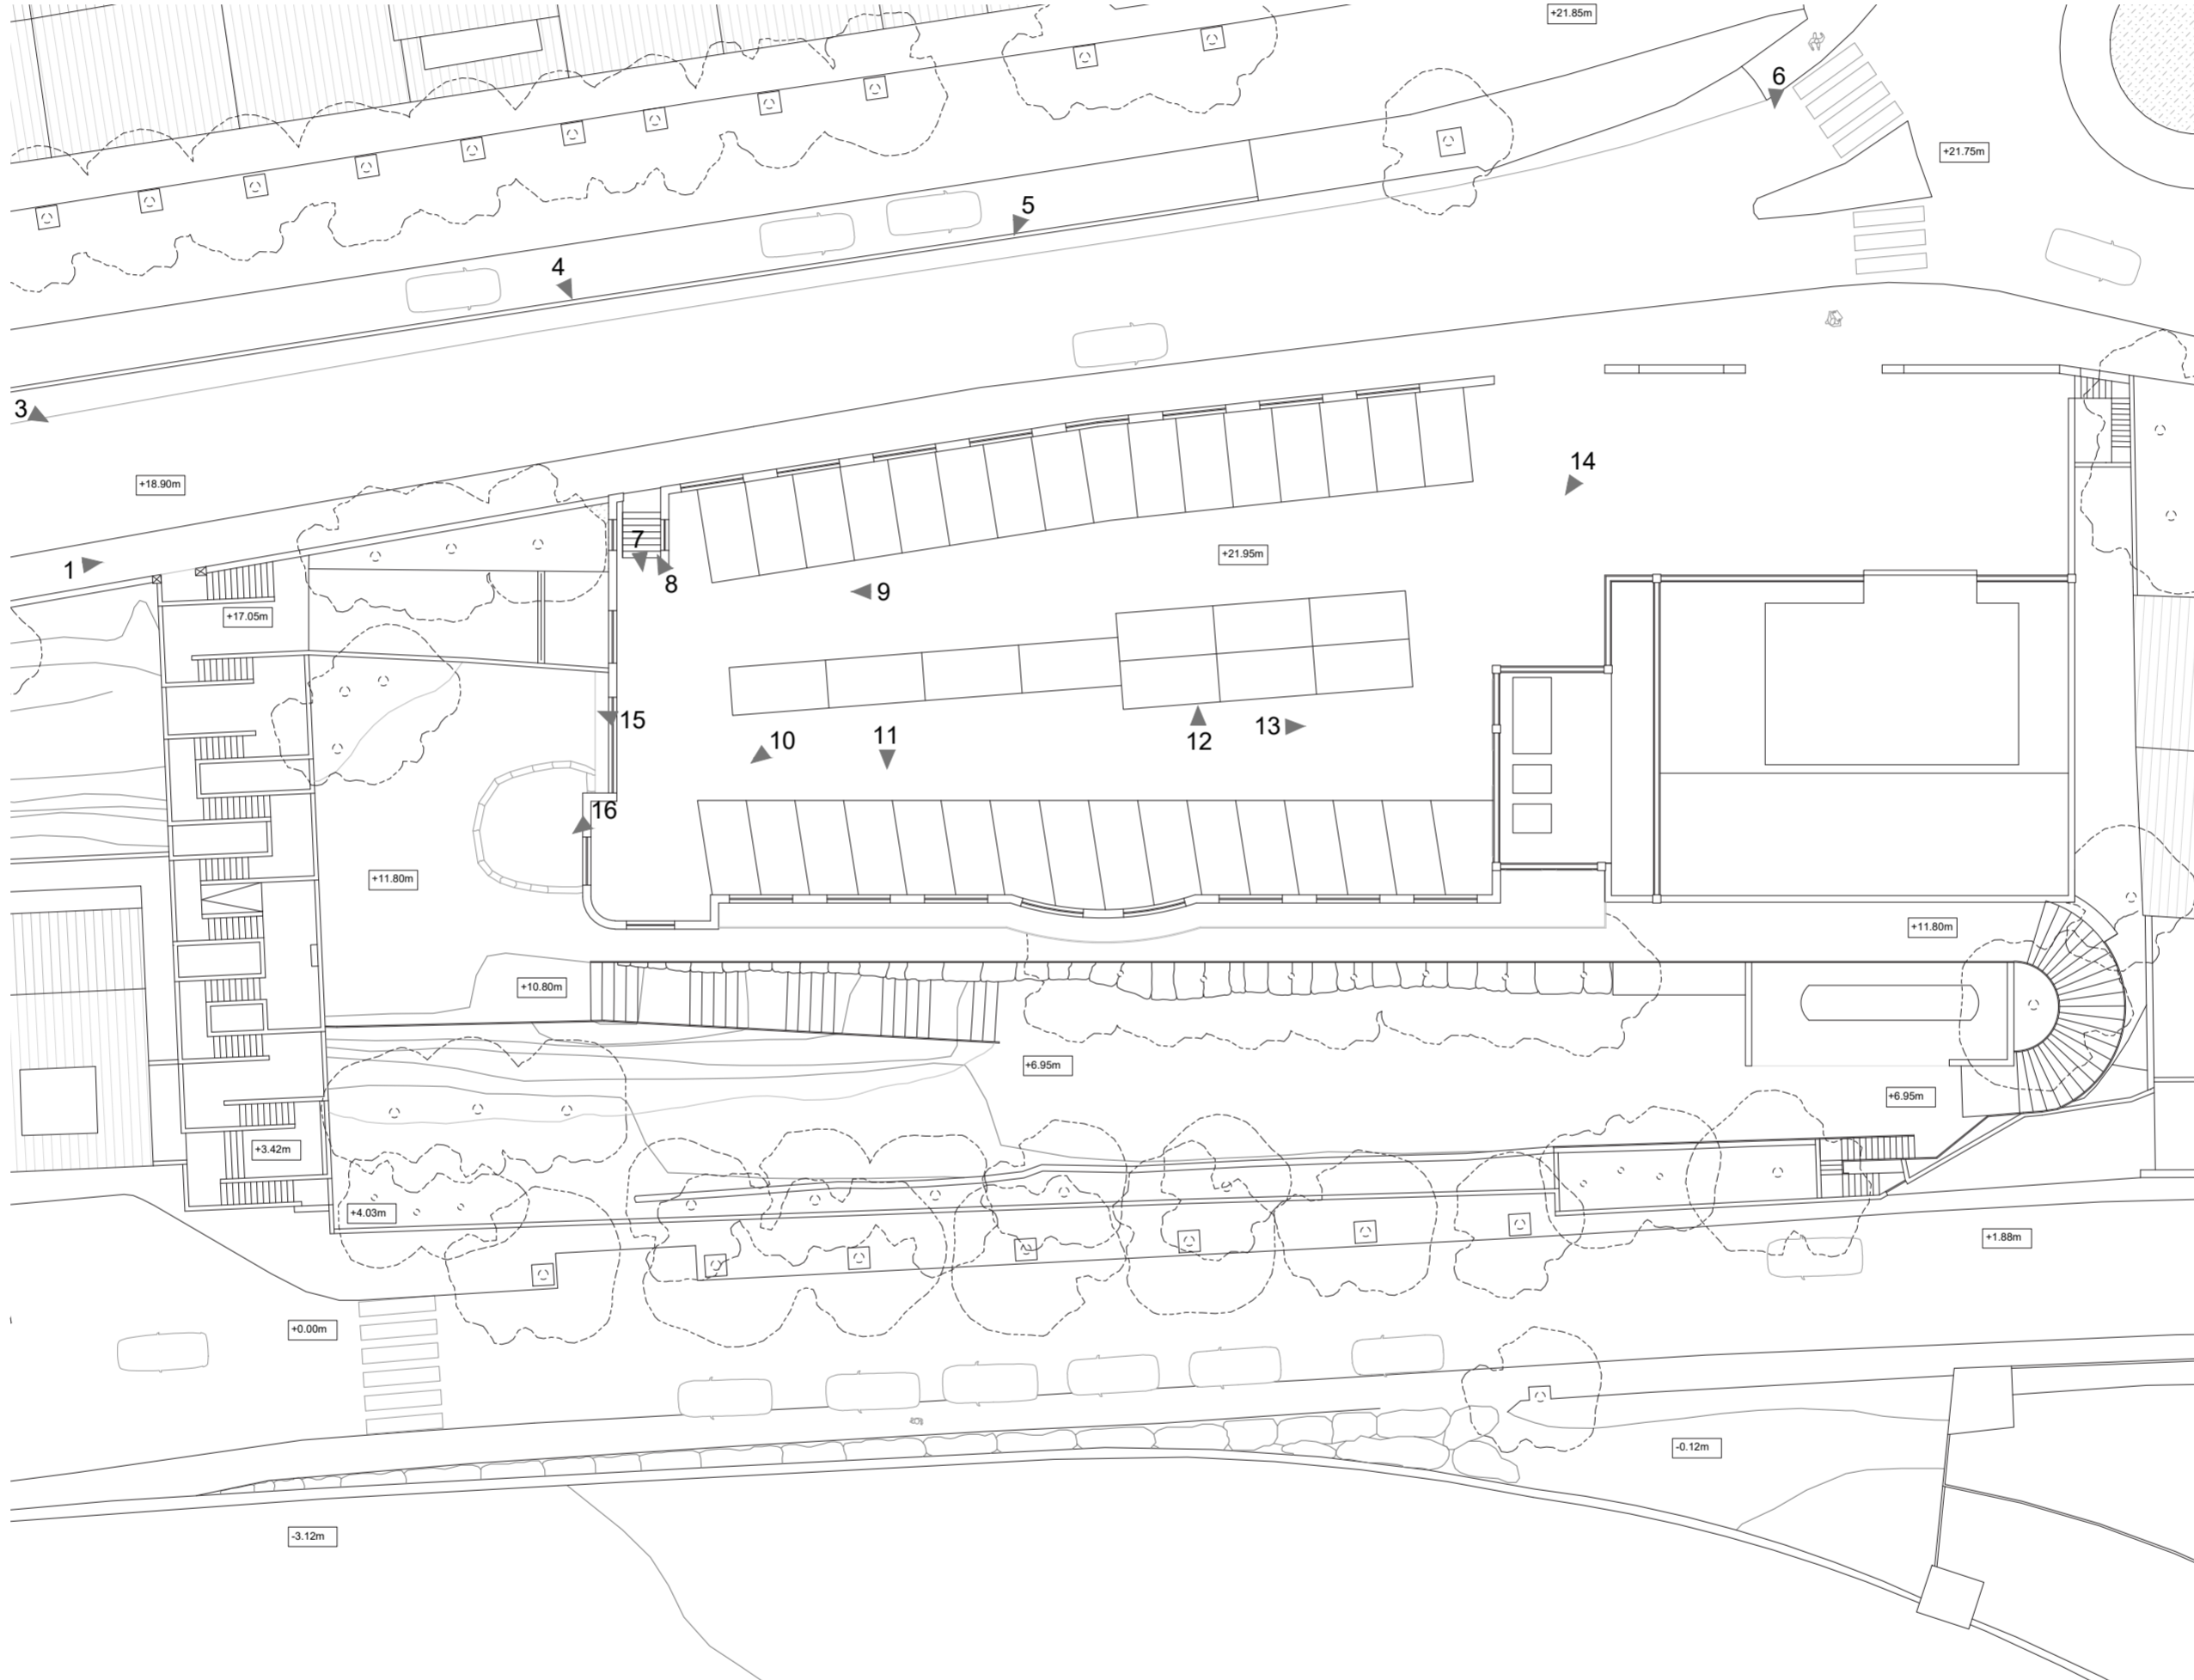 +21.85m
6
+21.75m
5
4
3
14
+18.90m
7
+21.95m
1
8
9
+17.05m
15
10
11
12
13
16
+11.80m
+11.80m
+10.80m
+6.95m
+6.95m
+3.42m
+4.03m
+1.88m
+0.00m
-0.12m
-3.12m